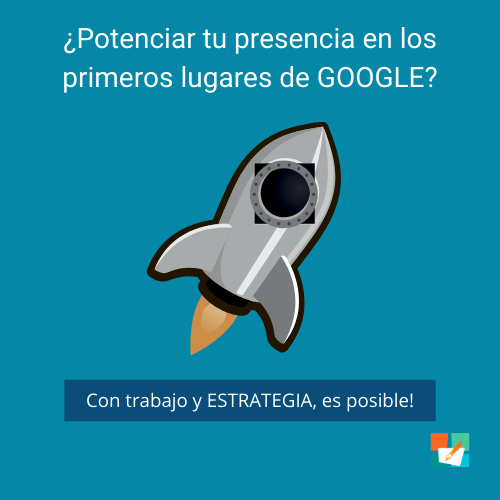 ¿Potenciar tu presencia en los
primeros lugares de GOOGLE?
Con trabajo y ESTRATEGIA, es posible!